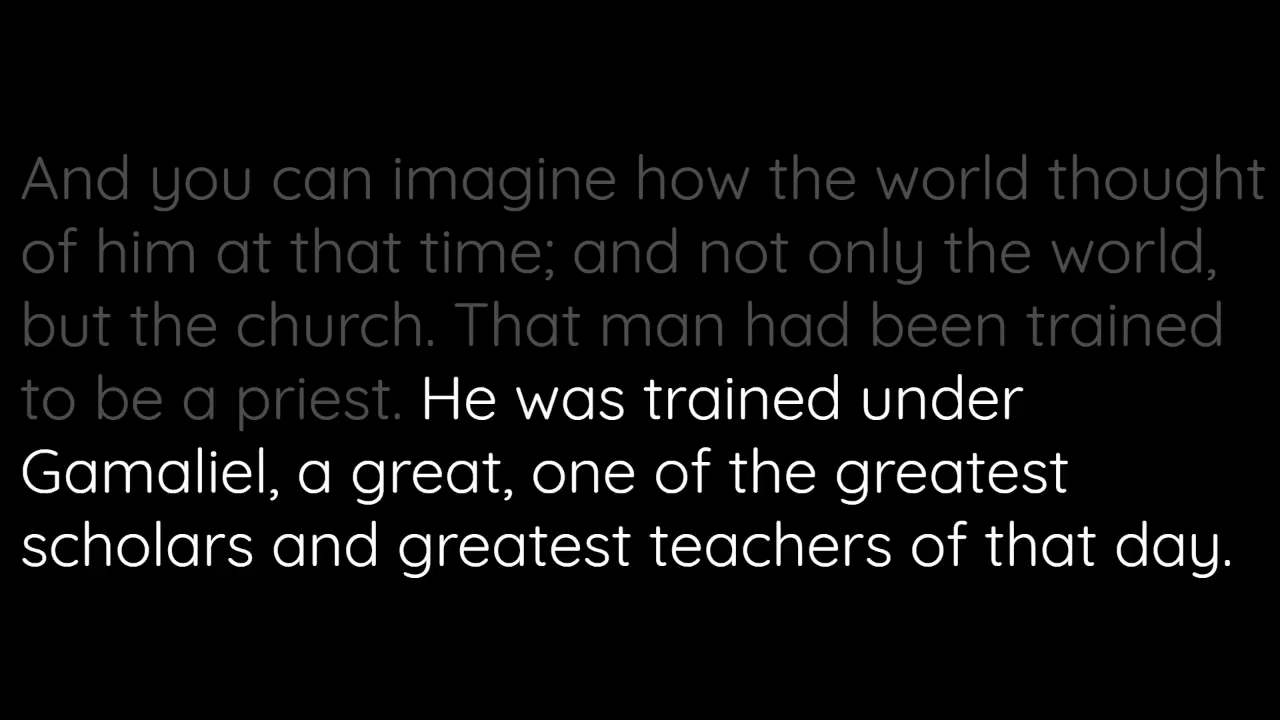 And you can imagine how the world thought
of him at that time; and not only the world,
but the church. That man had been trained
to be a priest. He was trained under
Gamaliel, a great, one of the greatest
scholars and greatest teachers of that day.